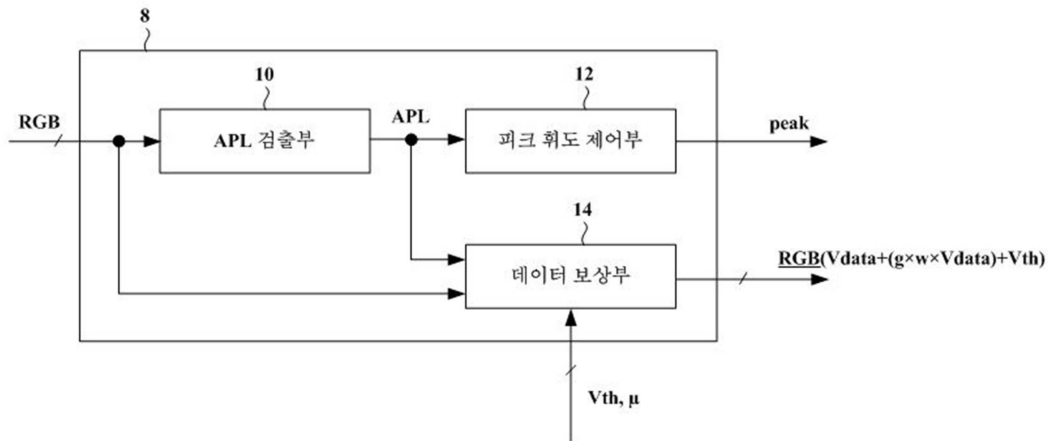 8
10
12
RGB
APL 검출부
APL
피크 휘도 제어부
peak
14
데이터 보상부
RGB(Vdata+(g×w×Vdata)+Vth)
Vth, μ